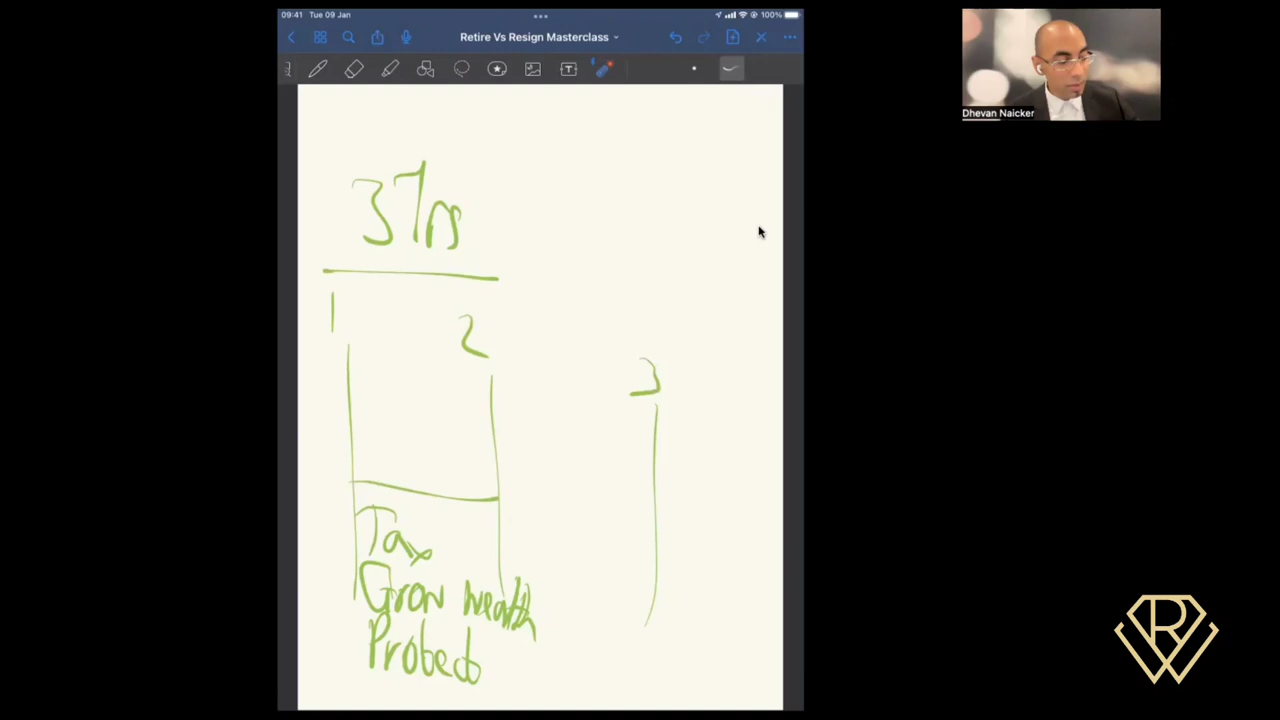 09:41 Tue 09 Jan
100%
Retire Vs Resign Masterclass
T
Dhevan Naicker
37rs
1
2
3
Tax
Grow wealth
Protect
RW